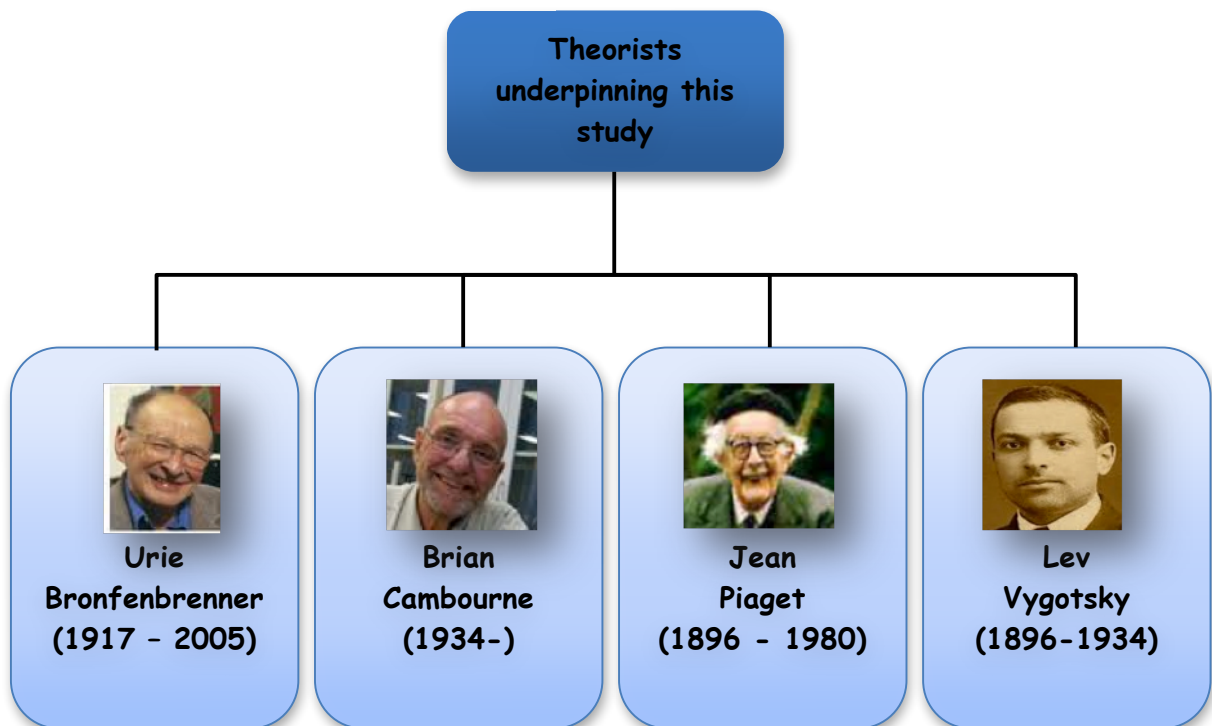 Theorists
underpinning this
study
Urie
Bronfenbrenner
(1917 – 2005)
Brian
Cambourne
(1934-)
Jean
Piaget
(1896 - 1980)
Lev
Vygotsky
(1896-1934)